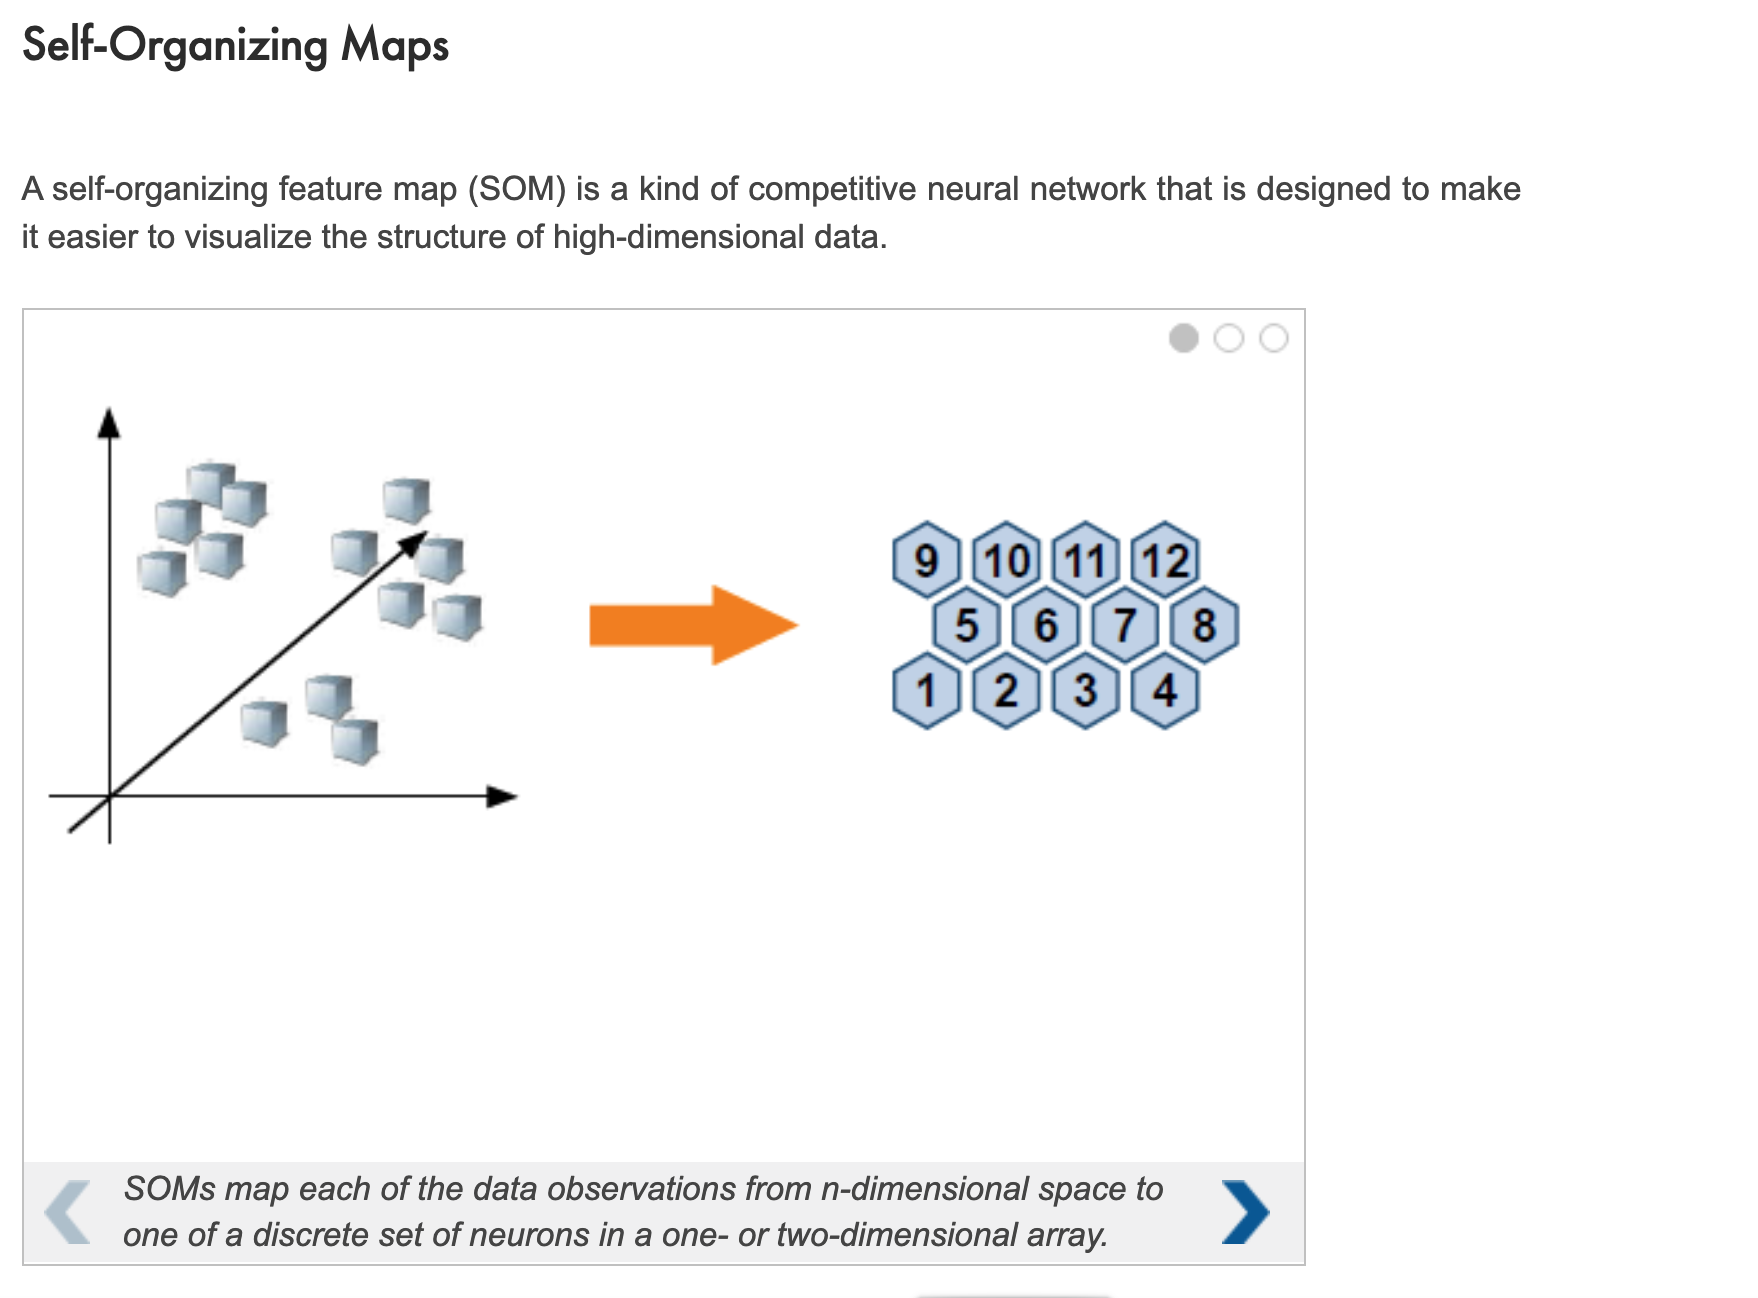 Self-Organizing Maps
A self-organizing feature map (SOM) is a kind of competitive neural network that is designed to make
it easier to visualize the structure of high-dimensional data.
9 10 11 12
5 6 7 8
1 2 3 4
SOMs map each of the data observations from n-dimensional space to
one of a discrete set of neurons in a one- or two-dimensional array.